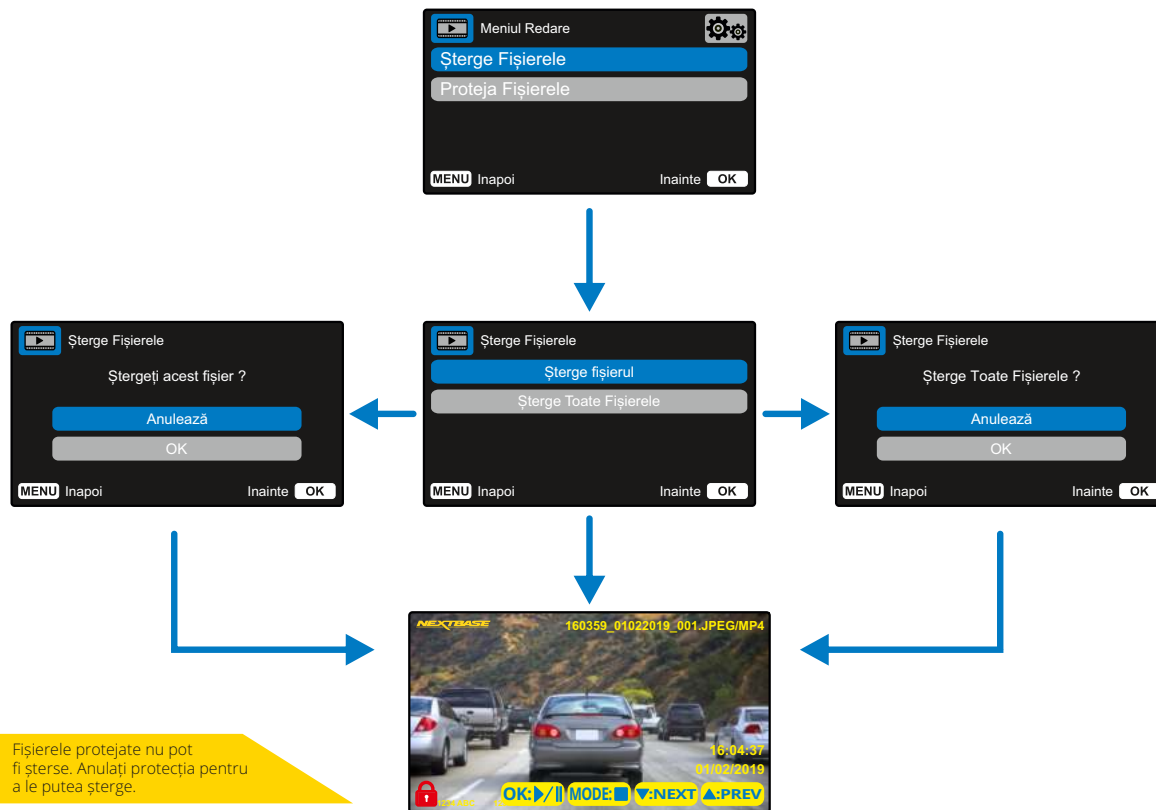 Meniul Redare
Șterge Fișierele
Proteja Fișierele
MENU Inapoi Inainte OK
Șterge Fișierele
Ștergeți acest fișier ?
Anulează
OK
MENU Inapoi Inainte OK
Șterge Fișierele
Șterge fișierul
Șterge Toate Fișierele
MENU Inapoi Inainte OK
Șterge Fișierele
Șterge Toate Fișierele ?
Anulează
OK
MENU Inapoi Inainte OK
NEXTBASE 160359_01022019_001.JPEG/MP4
16:04:37
01/02/2019
OK:▶/|| MODE:■ ▼:NEXT ▲:PREV
Fișierele protejate nu pot
fi șterse. Anulați protecția pentru
a le putea șterge.